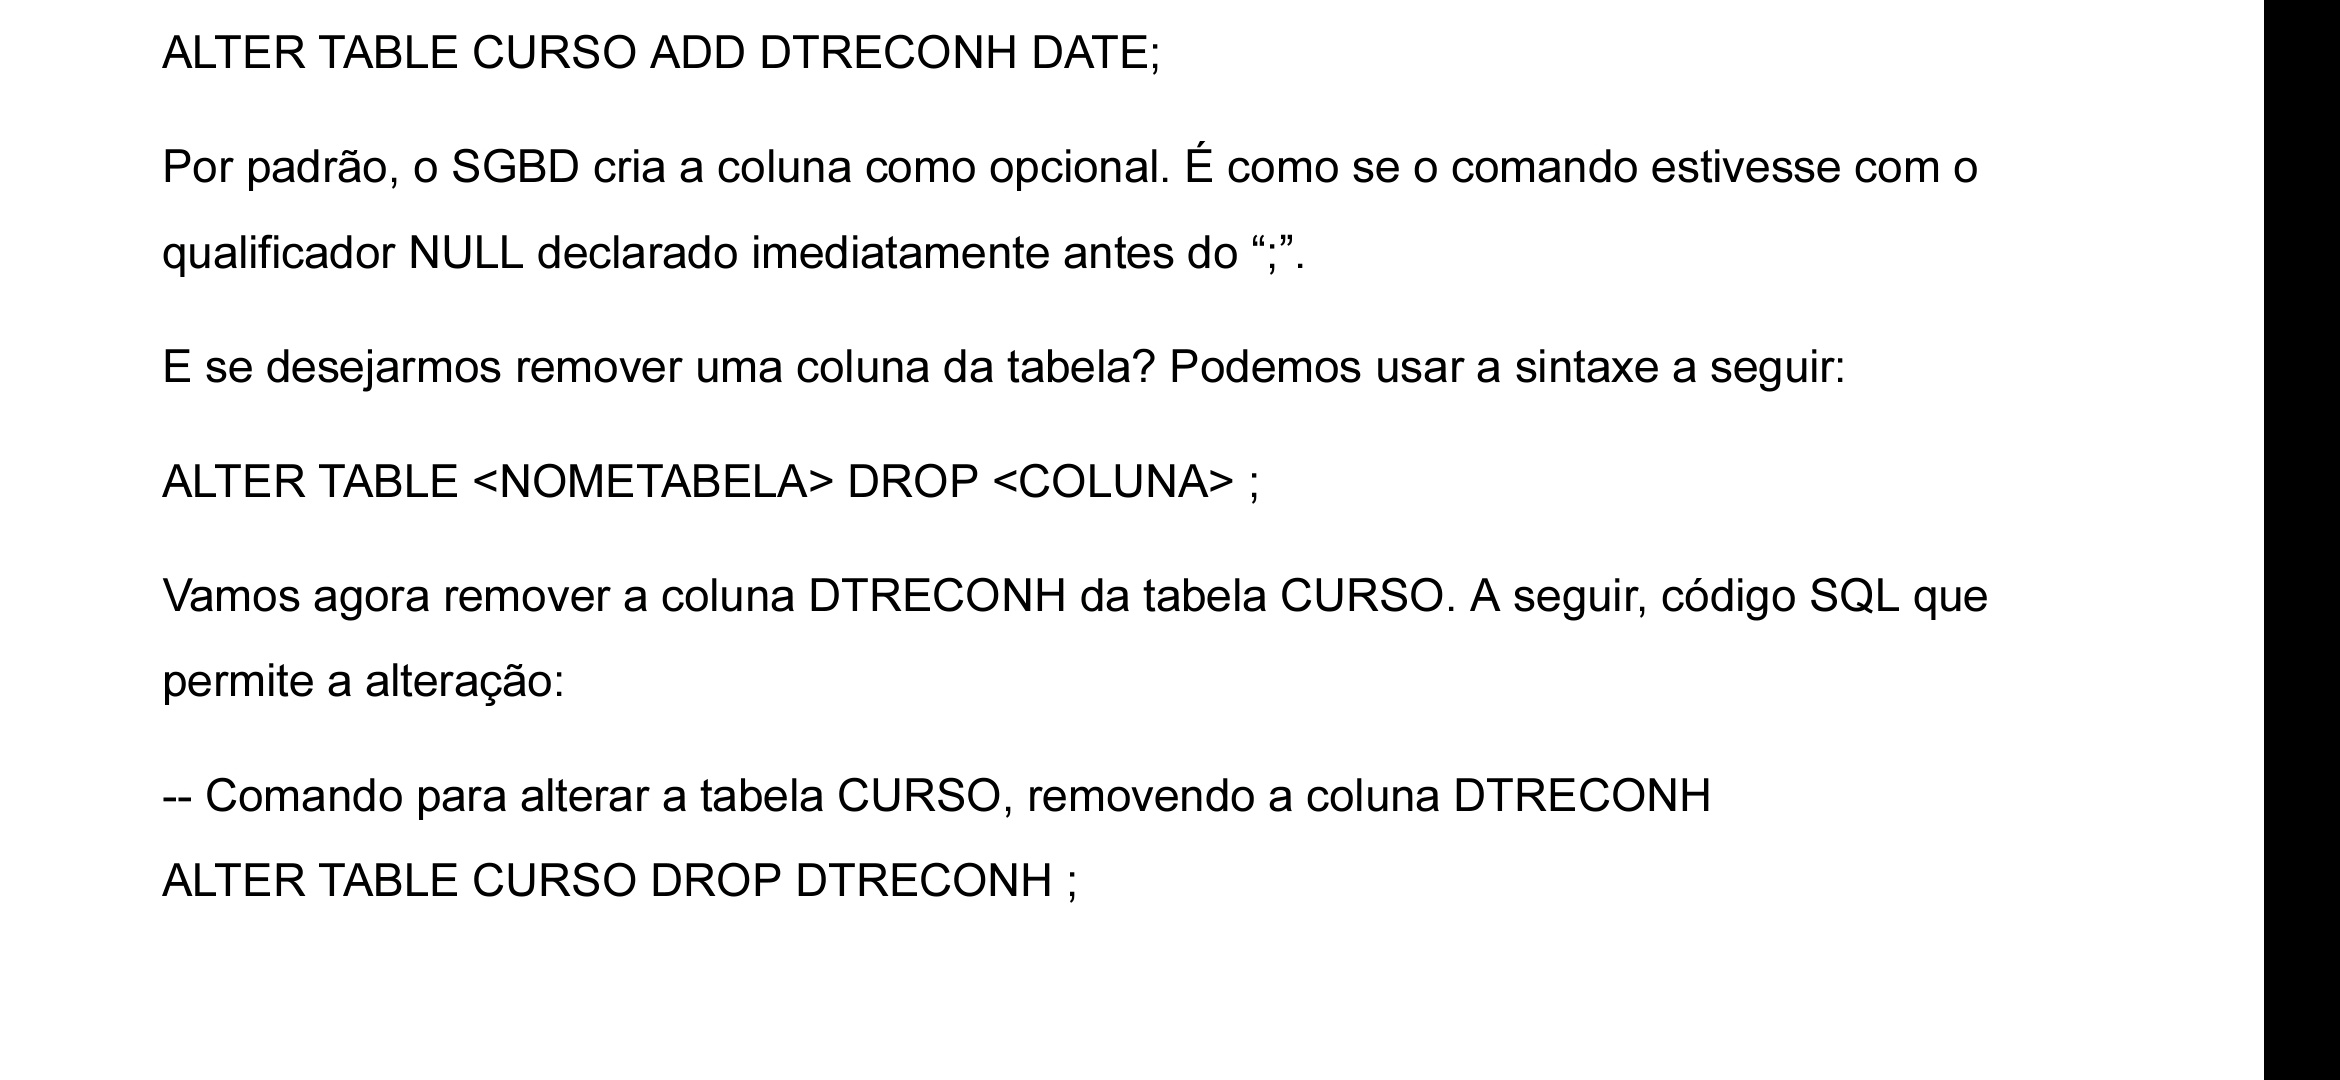 ALTER TABLE CURSO ADD DTRECONH DATE;
Por padrão, o SGBD cria a coluna como opcional. É como se o comando estivesse com o
qualificador NULL declarado imediatamente antes do “;”.
E se desejarmos remover uma coluna da tabela? Podemos usar a sintaxe a seguir:
ALTER TABLE <NOMETABELA> DROP <COLUNA> ;
Vamos agora remover a coluna DTRECONH da tabela CURSO. A seguir, código SQL que
permite a alteração:
-- Comando para alterar a tabela CURSO, removendo a coluna DTRECONH
ALTER TABLE CURSO DROP DTRECONH ;